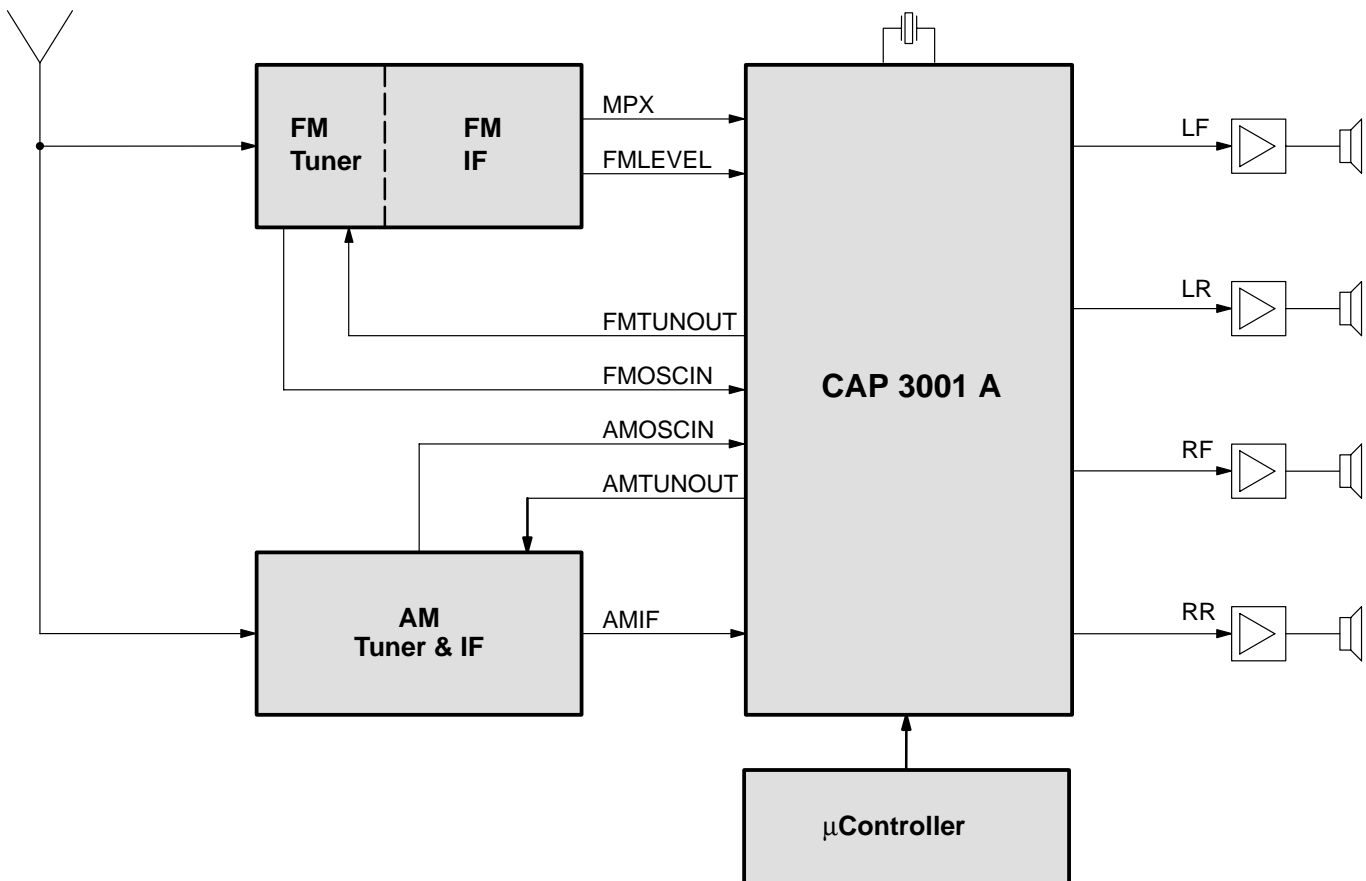 MPX
FM
Tuner
FM
IF
FMLEVEL
FMTUNOUT
FMOSCIN
AMOSCIN
AMTUNOUT
AM
Tuner & IF
AMIF
CAP 3001 A
LF
LR
RF
RR
μController